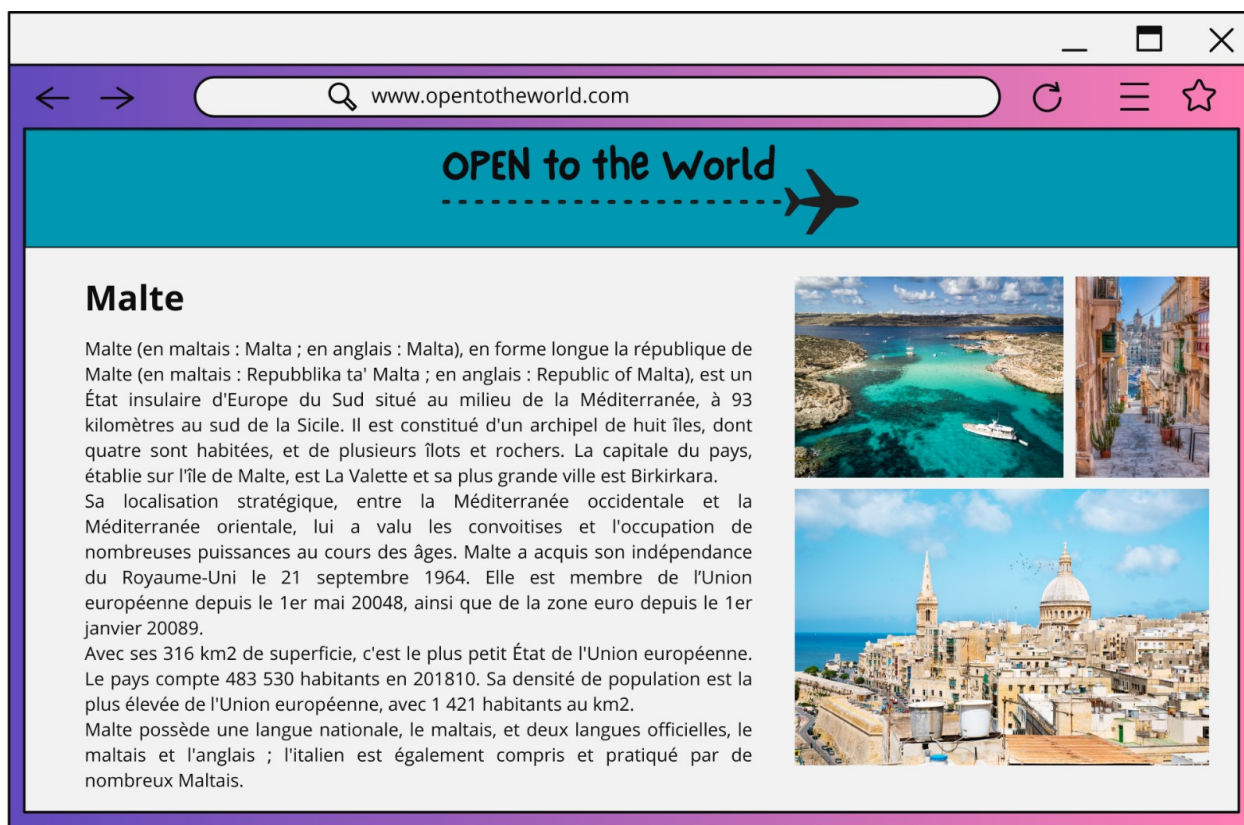 www.opentotheworld.com
OPEN to the World
Malte
Malte (en maltais : Malta ; en anglais : Malta), en forme longue la république de
Malte (en maltais : Repubblika ta' Malta ; en anglais : Republic of Malta), est un
État insulaire d'Europe du Sud situé au milieu de la Méditerranée, à 93
kilomètres au sud de la Sicile. Il est constitué d'un archipel de huit îles, dont
quatre sont habitées, et de plusieurs îlots et rochers. La capitale du pays,
établie sur l'île de Malte, est La Valette et sa plus grande ville est Birkirkara.
Sa localisation stratégique, entre la Méditerranée occidentale et la
Méditerranée orientale, lui a valu les convoitises et l'occupation de
nombreuses puissances au cours des âges. Malte a acquis son indépendance
du Royaume-Uni le 21 septembre 1964. Elle est membre de l'Union
européenne depuis le 1er mai 20048, ainsi que de la zone euro depuis le 1er
janvier 20089.
Avec ses 316 km2 de superficie, c'est le plus petit État de l'Union européenne.
Le pays compte 483 530 habitants en 201810. Sa densité de population est la
plus élevée de l'Union européenne, avec 1 421 habitants au km2.
Malte possède une langue nationale, le maltais, et deux langues officielles, le
maltais et l'anglais ; l'italien est également compris et pratiqué par de
nombreux Maltais.